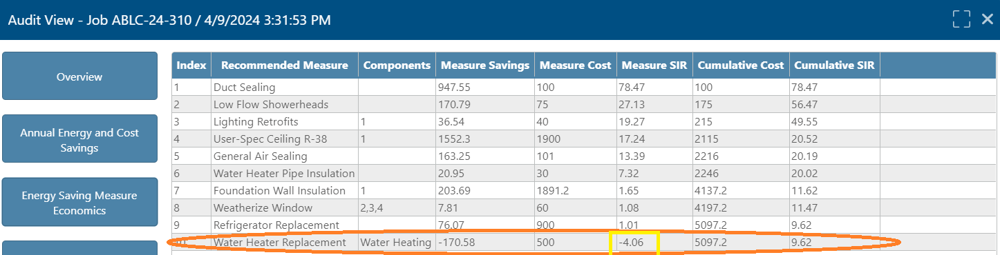 Audit View - Job ABLC-24-310 / 4/9/2024 3:31:53 PM
Overview
Annual Energy and Cost
Savings
Energy Saving Measure
Economics
Index Recommended Measure Components Measure Savings Measure Cost Measure SIR Cumulative Cost Cumulative SIR
1 Duct Sealing 947.55 100 78.47 100 78.47
2 Low Flow Showerheads 170.79 75 27.13 175 56.47
3 Lighting Retrofits 1 36.54 40 19.27 215 49.55
4 User-Spec Ceiling R-38 1 1552.3 1900 17.24 2115 20.52
5 General Air Sealing 163.25 101 13.39 2216 20.19
6 Water Heater Pipe Insulation 20.95 30 7.32 2246 20.02
7 Foundation Wall Insulation 1 203.69 1891.2 1.65 4137.2 11.62
8 Weatherize Window 2,3,4 7.81 60 1.08 4197.2 11.47
9 Refrigerator Replacement 76.07 900 1.01 5097.2 9.62
Water Heater Replacement Water Heating -170.58 500 -4.06 5097.2 9.62